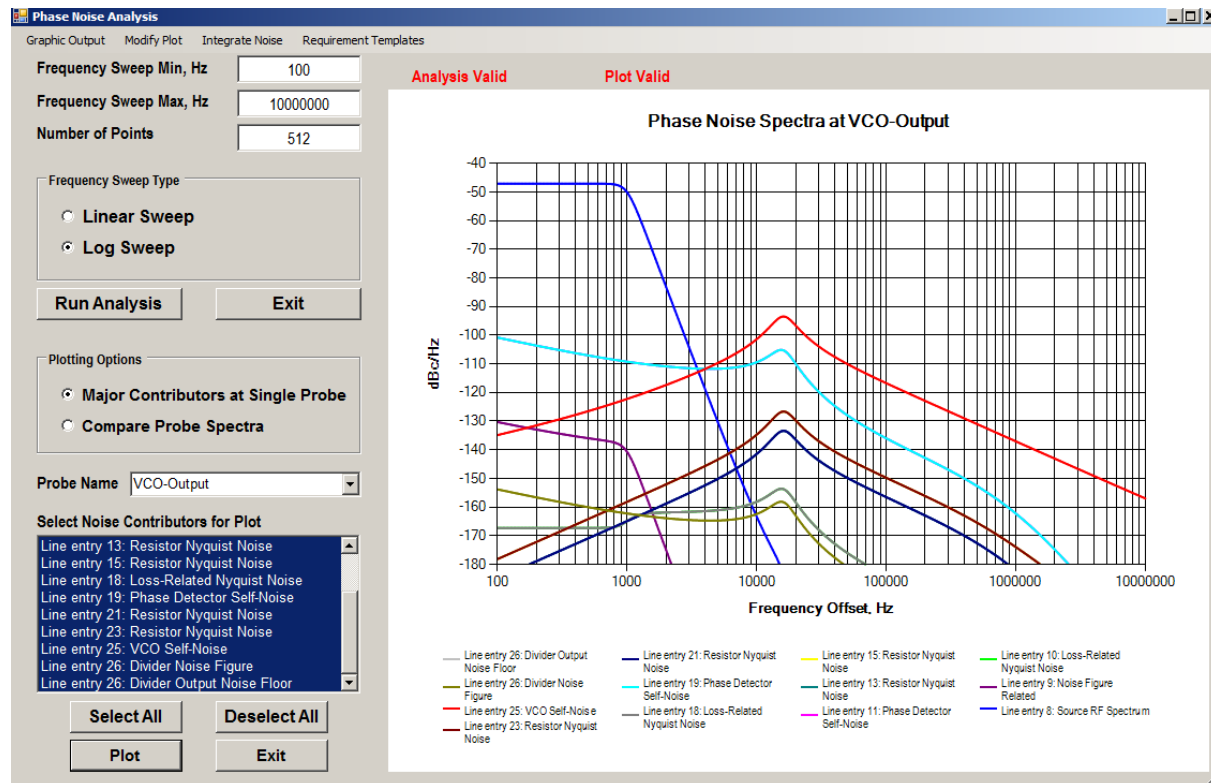 Phase Noise Analysis
Graphic Output Modify Plot Integrate Noise Requirement Templates
Frequency Sweep Min, Hz 100
Frequency Sweep Max, Hz 10000000
Number of Points 512
Frequency Sweep Type
Linear Sweep
Log Sweep
Run Analysis Exit
Plotting Options
Major Contributors at Single Probe
Compare Probe Spectra
Probe Name VCO-Output
Select Noise Contributors for Plot
Line entry 13: Resistor Nyquist Noise
Line entry 15: Resistor Nyquist Noise
Line entry 18: Loss-Related Nyquist Noise
Line entry 19: Phase Detector Self-Noise
Line entry 21: Resistor Nyquist Noise
Line entry 23: Resistor Nyquist Noise
Line entry 25: VCO Self-Noise
Line entry 26: Divider Noise Figure
Line entry 26: Divider Output Noise Floor
Select All Deselect All
Plot Exit
Analysis Valid Plot Valid
Phase Noise Spectra at VCO-Output
dBc/Hz
-40
-50
-60
-70
-80
-90
-100
-110
-120
-130
-140
-150
-160
-170
-180
100 1000 10000 100000 1000000 10000000
Frequency Offset, Hz
Line entry 26: Divider Output
Noise Floor
Line entry 26: Divider Noise
Figure
Line entry 25: VCO Self-Noise
Line entry 23: Resistor Nyquist
Noise
Line entry 21: Resistor Nyquist
Noise
Line entry 19: Phase Detector
Self-Noise
Line entry 18: Loss-Related
Nyquist Noise
Line entry 15: Resistor Nyquist
Noise
Line entry 13: Resistor Nyquist
Noise
Line entry 11: Phase Detector
Self-Noise
Line entry 10: Loss-Related
Nyquist Noise
Line entry 9: Noise Figure
Related
Line entry 8: Source RF Spectrum